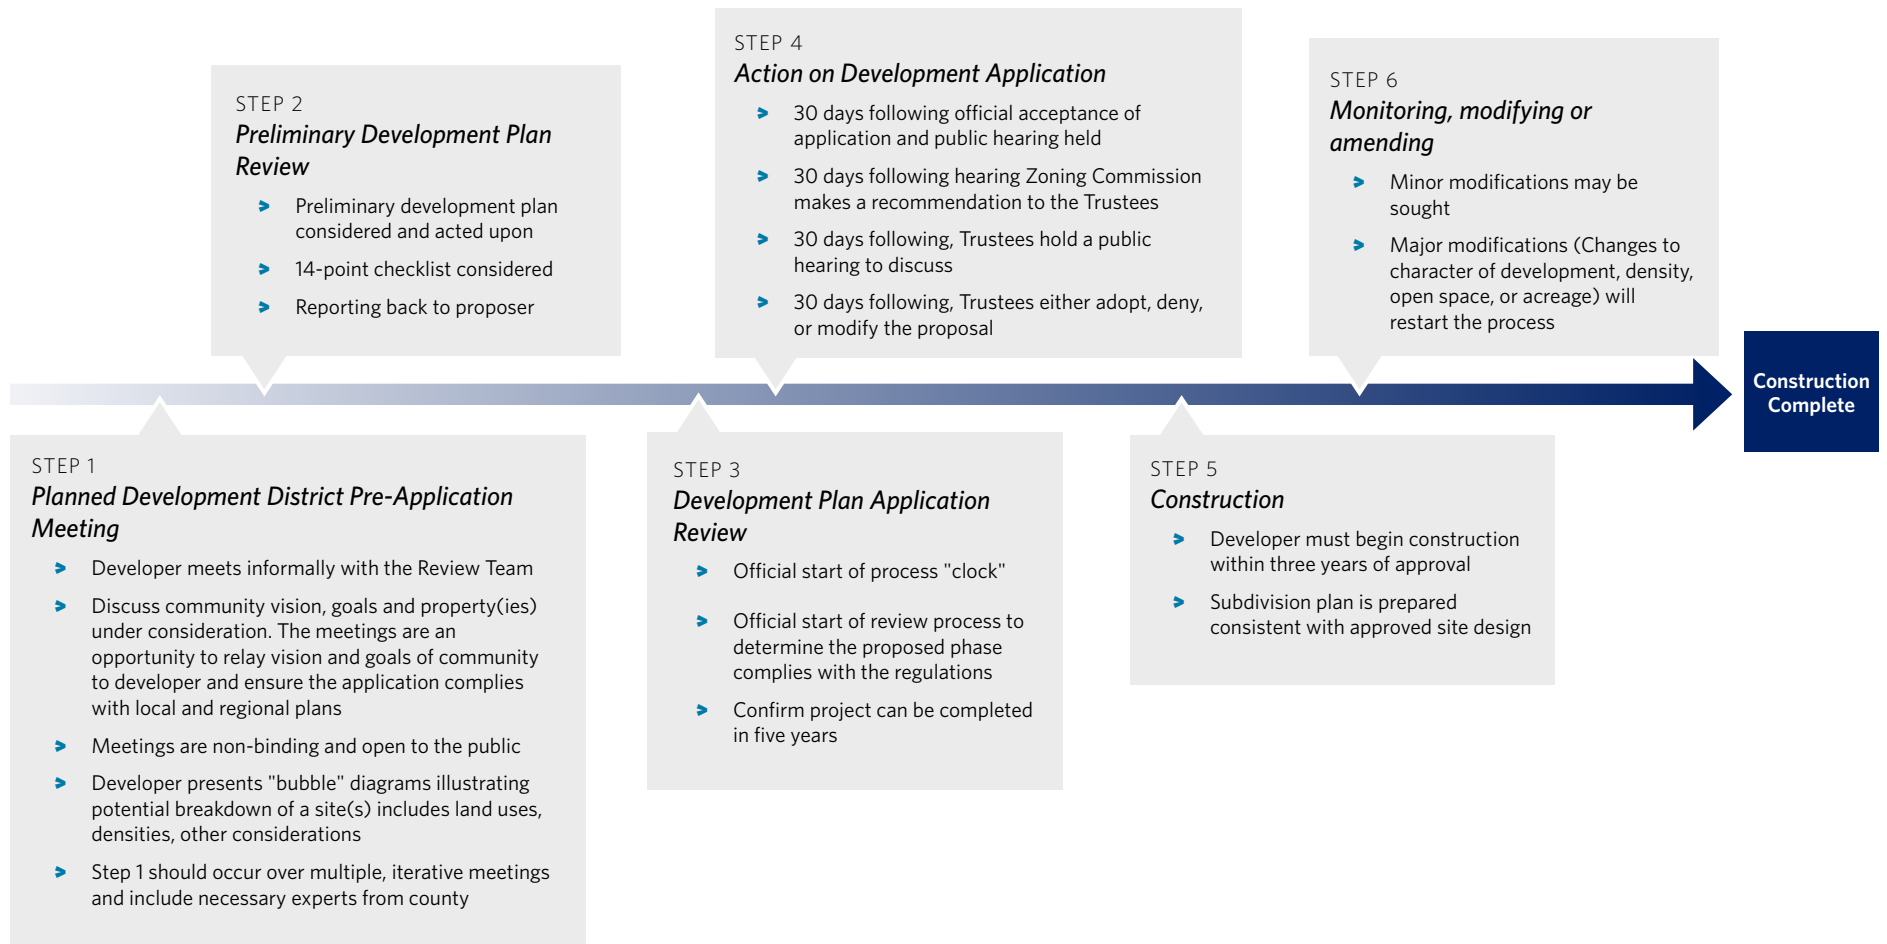 STEP 1
Planned Development District Pre-Application
Meeting
Developer meets informally with the Review Team
Discuss community vision, goals and property(ies)
under consideration. The meetings are an
opportunity to relay vision and goals of community
to developer and ensure the application complies
with local and regional plans
Meetings are non-binding and open to the public
Developer presents "bubble" diagrams illustrating
potential breakdown of a site(s) includes land uses,
densities, other considerations
Step 1 should occur over multiple, iterative meetings
and include necessary experts from county
STEP 2
Preliminary Development Plan
Review
Preliminary development plan
considered and acted upon
14-point checklist considered
Reporting back to proposer
STEP 3
Development Plan Application
Review
Official start of process "clock"
Official start of review process to
determine the proposed phase
complies with the regulations
Confirm project can be completed
in five years
STEP 4
Action on Development Application
30 days following official acceptance of
application and public hearing held
30 days following hearing Zoning Commission
makes a recommendation to the Trustees
30 days following, Trustees hold a public
hearing to discuss
30 days following, Trustees either adopt, deny,
or modify the proposal
STEP 5
Construction
Developer must begin construction
within three years of approval
Subdivision plan is prepared
consistent with approved site design
STEP 6
Monitoring, modifying or
amending
Minor modifications may be
sought
Major modifications (Changes to
character of development, density,
open space, or acreage) will
restart the process
Construction
Complete